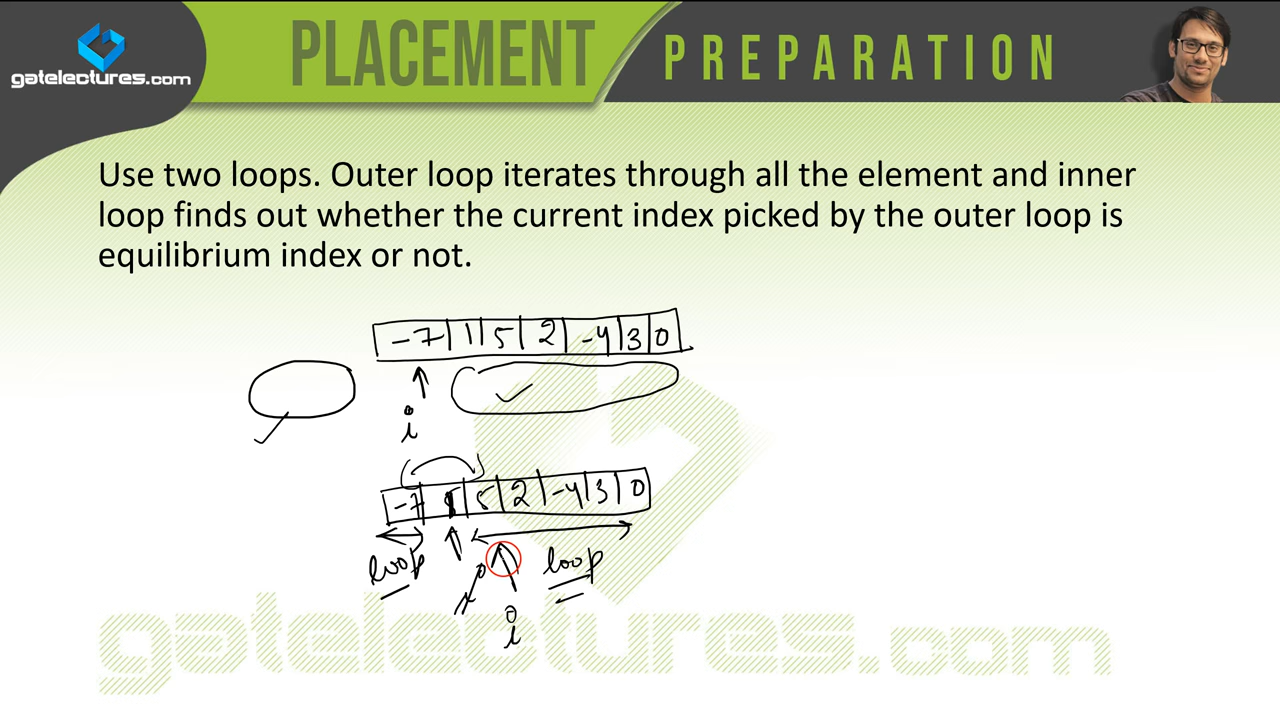 gatelectures.com
PLACEMENT PREPARATION
Use two loops. Outer loop iterates through all the element and inner
loop finds out whether the current index picked by the outer loop is
equilibrium index or not.
-7 | 1 | 5 | 2 | -4 | 3 | 0
i
-7 | 1 | 5 | 2 | -4 | 3 | 0
loop loop
i
gatelectures.com